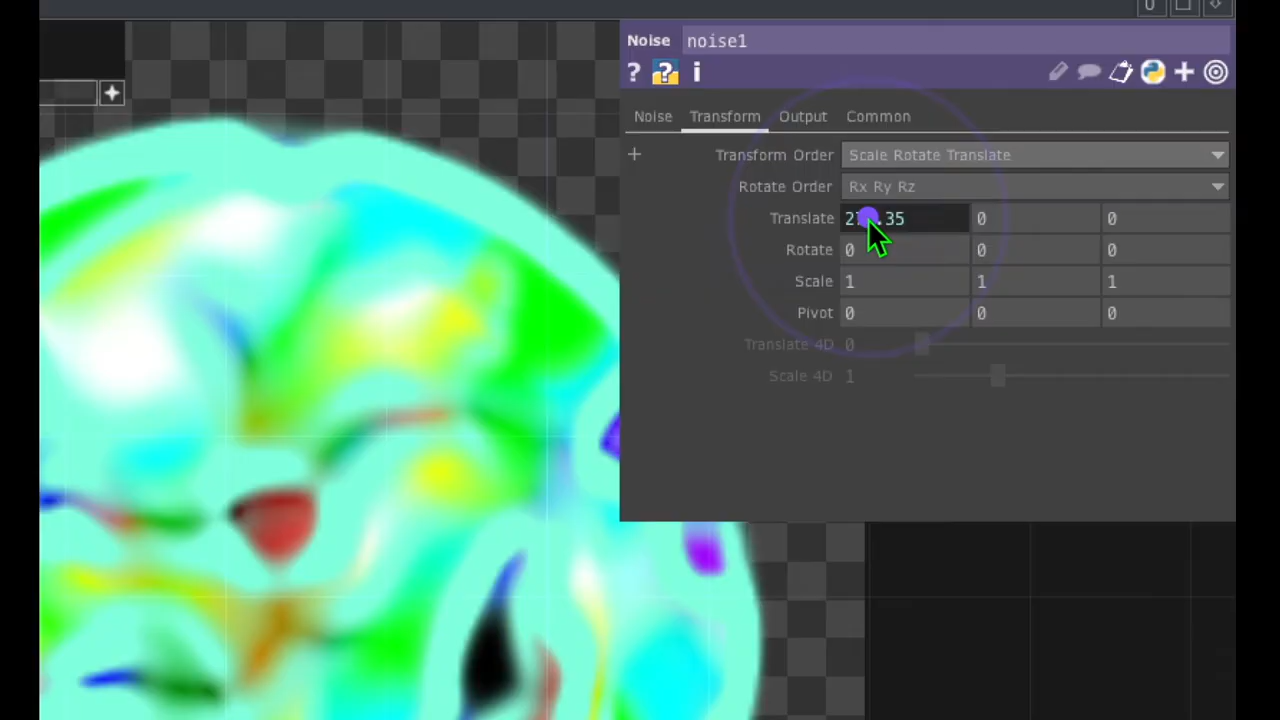 U
Noise noise1
? ? i
Noise Transform Output Common
+ Transform Order Scale Rotate Translate
Rotate Order Rx Ry Rz
Translate 0 0
Rotate 0 0 0
Scale 1 1 1
Pivot 0 0 0
Translate 4D 0
Scale 4D 1